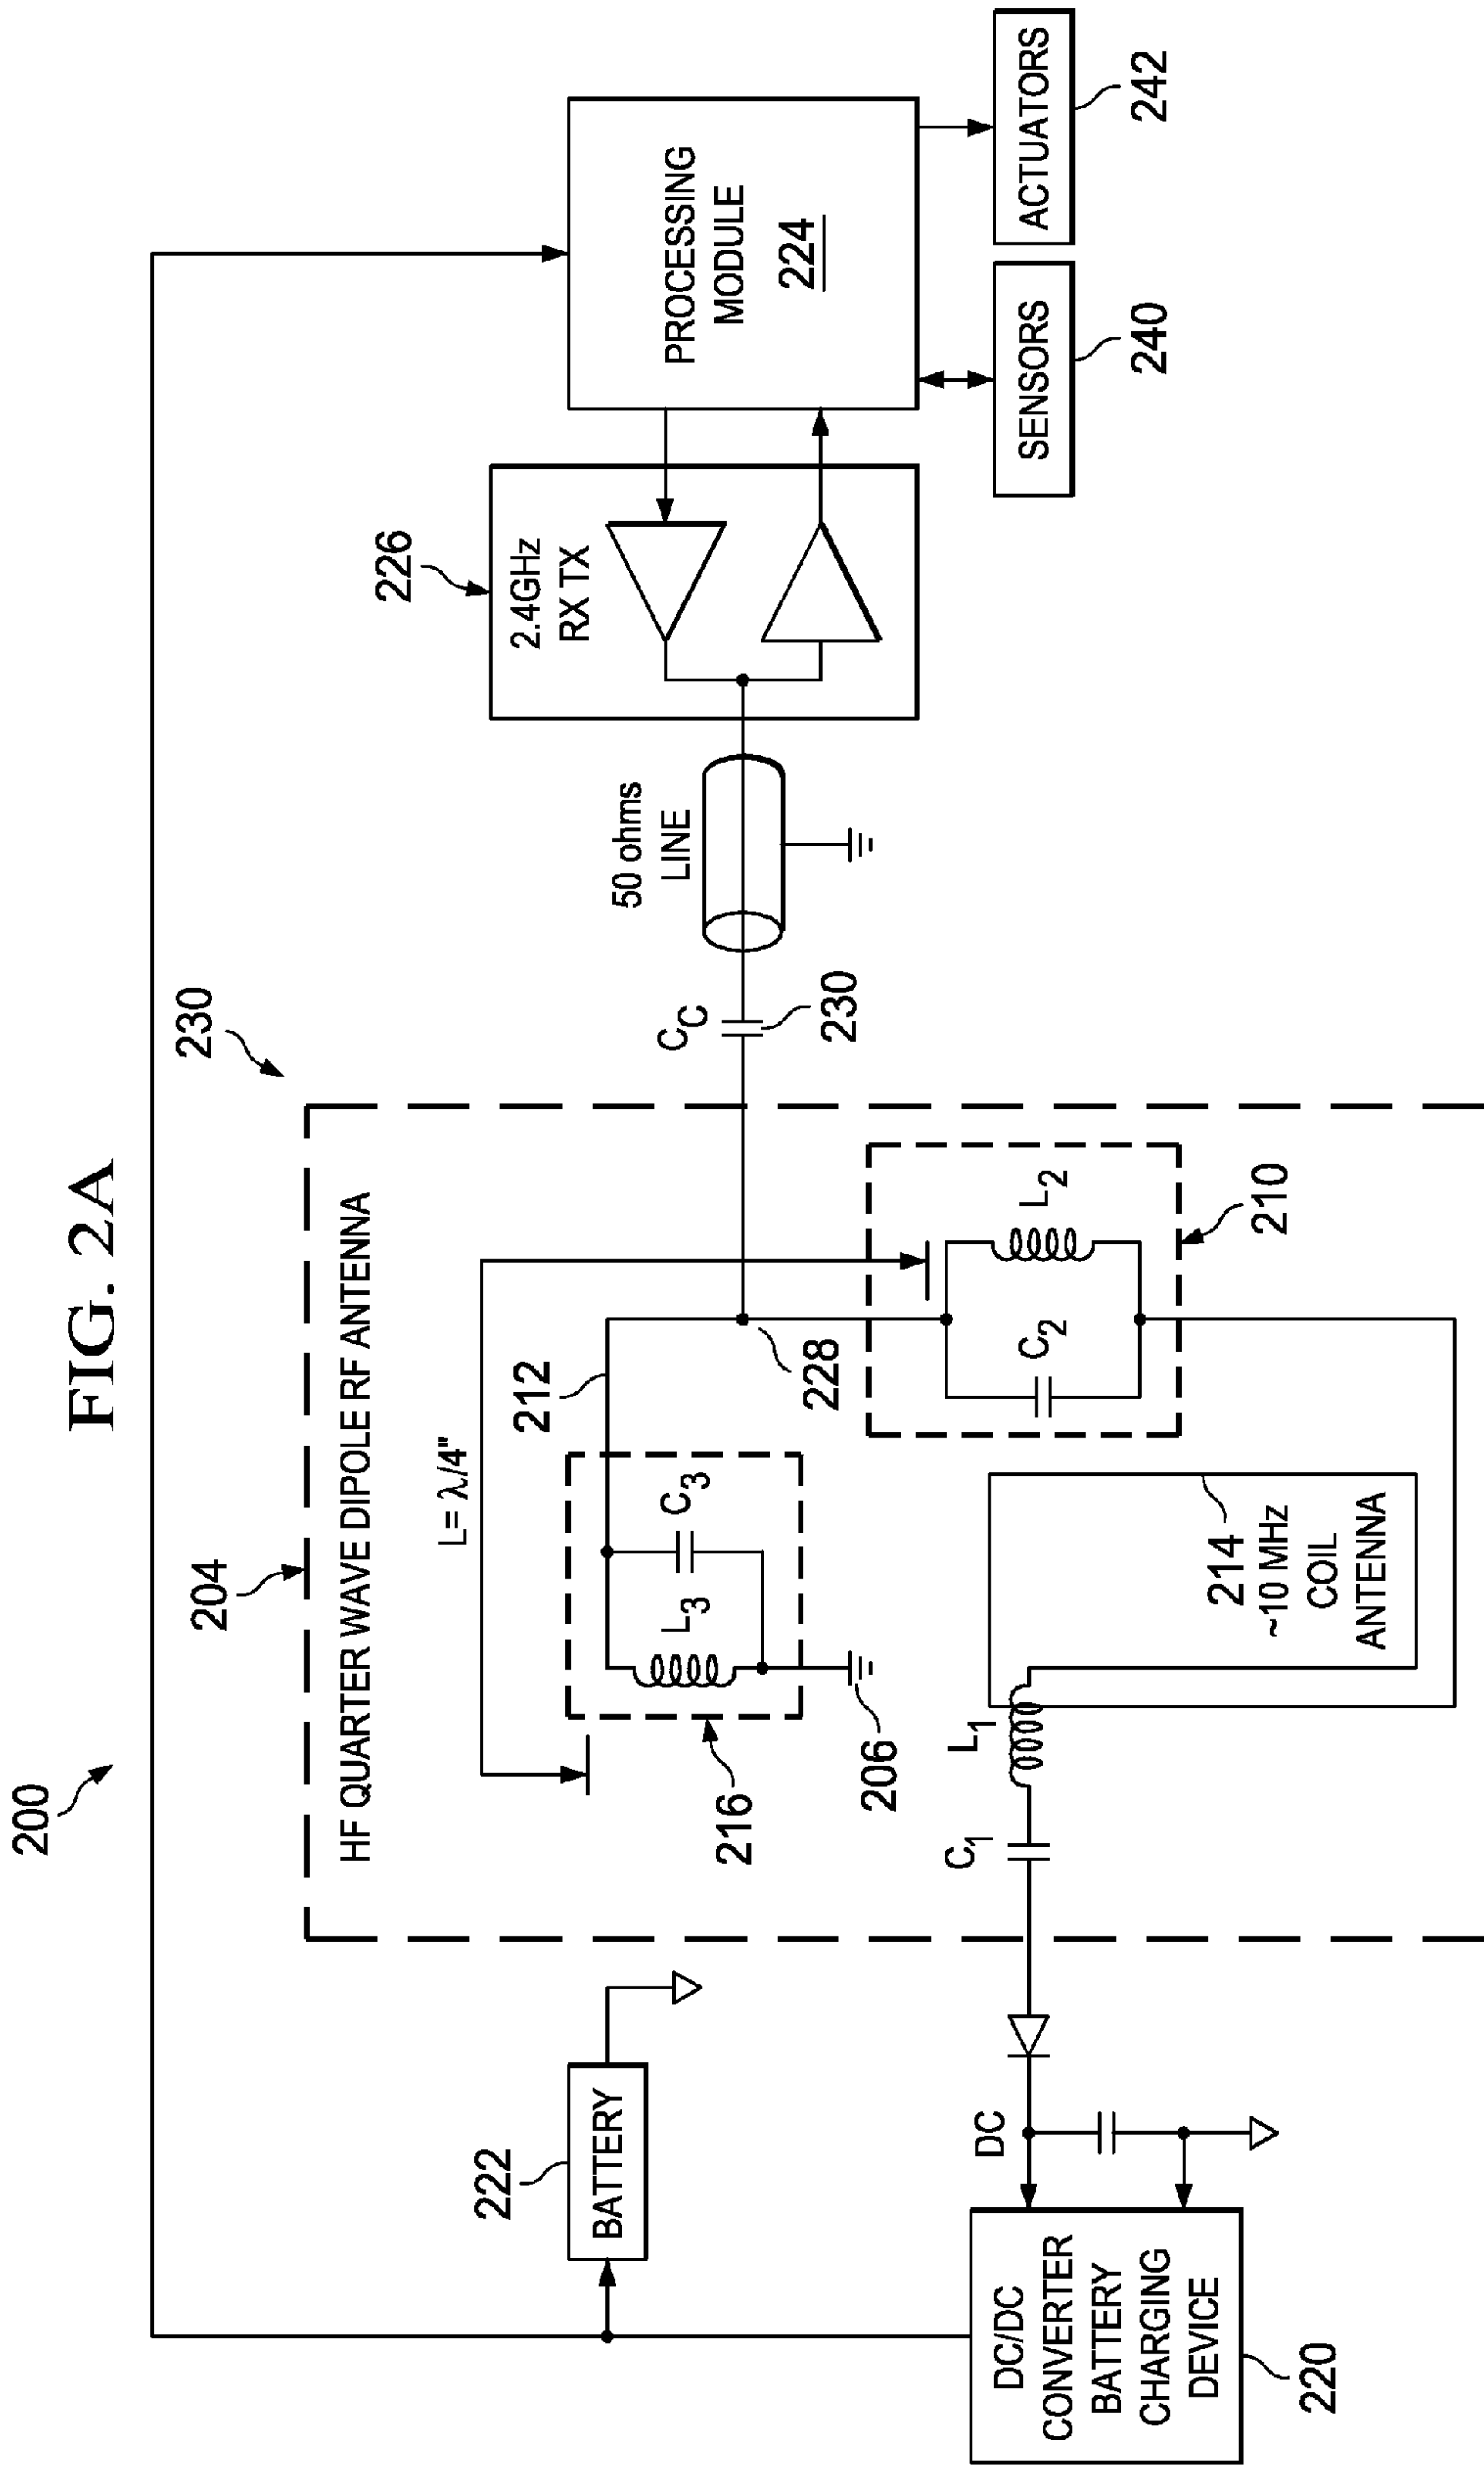 FIG. 2A
200
230
204
HF QUARTER WAVE DIPOLE RF ANTENNA
L= λ/4"
212
216
L3
C3
206
228
210
C2
L2
214
~10 MHz
COIL
ANTENNA
L1
C1
CC
230
50 ohms
LINE
226
2.4GHz
RX TX
PROCESSING
MODULE
224
SENSORS
240
ACTUATORS
242
222
BATTERY
DC
DC/DC
CONVERTER
BATTERY
CHARGING
DEVICE
220